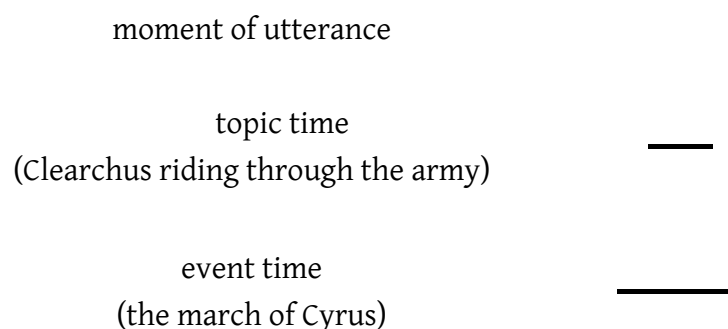 moment of utterance
topic time
(Clearchus riding through the army)
event time
(the march of Cyrus)